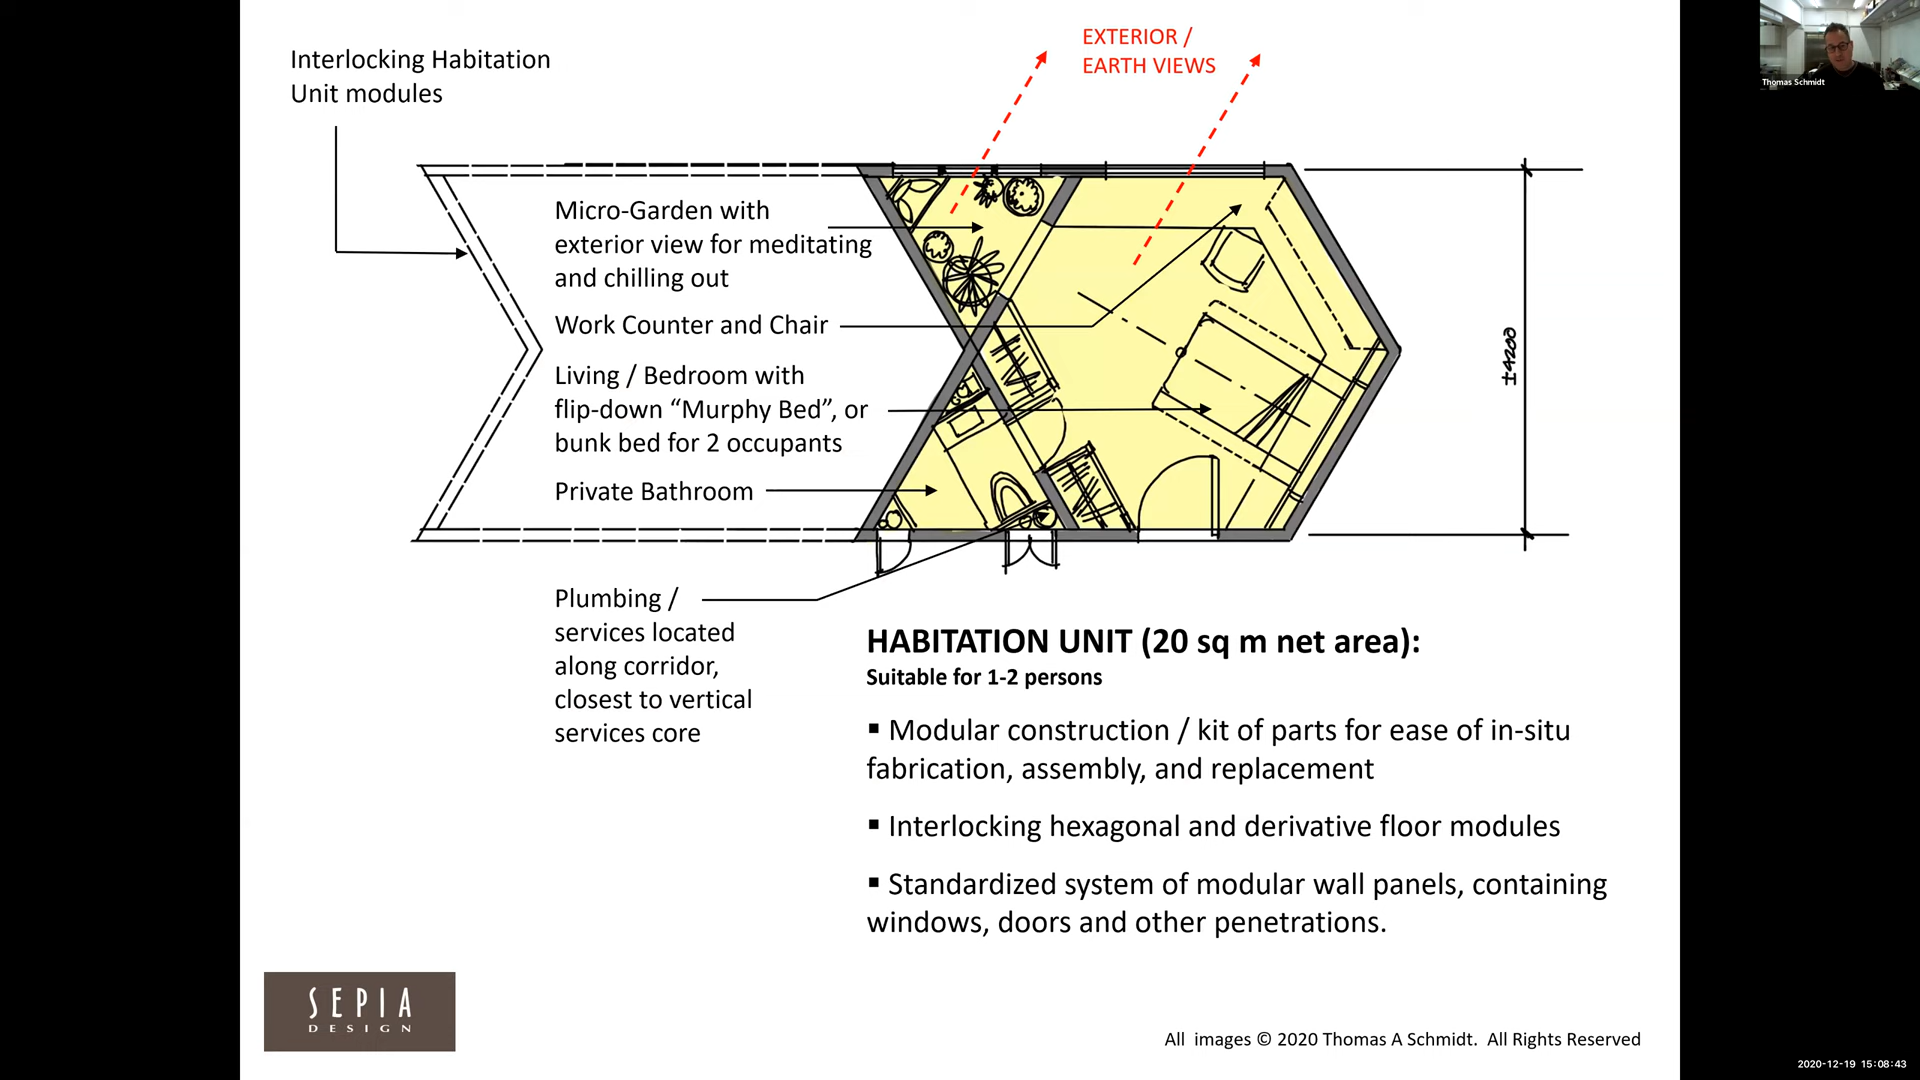 Interlocking Habitation
Unit modules
EXTERIOR /
EARTH VIEWS
Thomas Schmidt
Micro-Garden with
exterior view for meditating
and chilling out
Work Counter and Chair
Living / Bedroom with
flip-down “Murphy Bed”, or
bunk bed for 2 occupants
Private Bathroom
±4200
Plumbing /
services located
along corridor,
closest to vertical
services core
HABITATION UNIT (20 sq m net area):
Suitable for 1-2 persons
▪ Modular construction / kit of parts for ease of in-situ
fabrication, assembly, and replacement
▪ Interlocking hexagonal and derivative floor modules
▪ Standardized system of modular wall panels, containing
windows, doors and other penetrations.
SEPIA
DESIGN
All images © 2020 Thomas A Schmidt. All Rights Reserved
2020-12-19 15:08:43